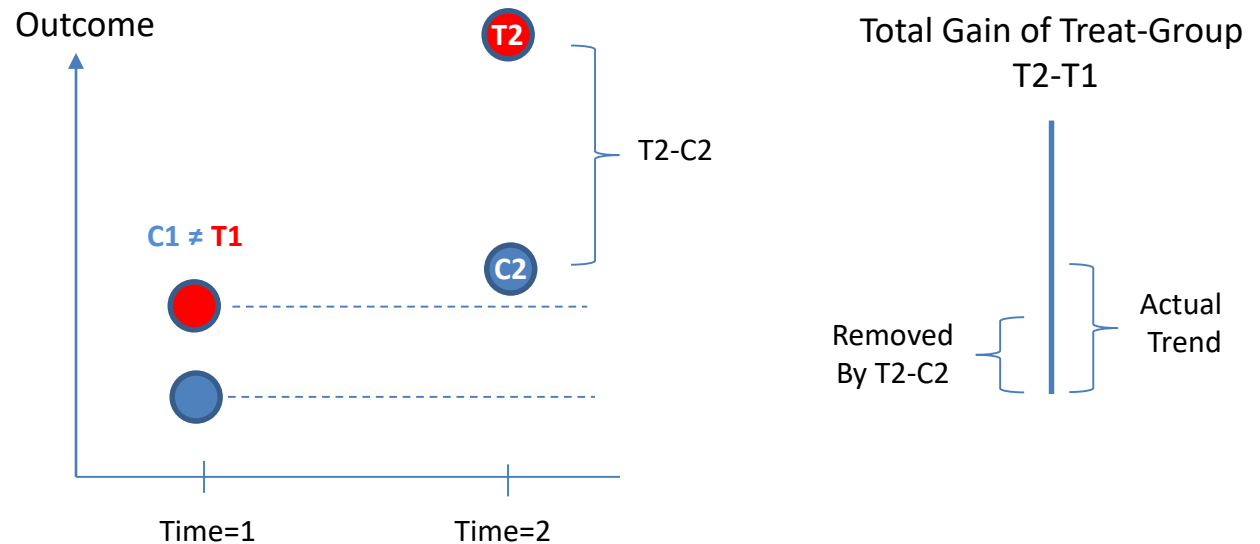 Outcome
T2
T2-C2
C1 ≠ T1
C2
Time=1
Time=2
Total Gain of Treat-Group
T2-T1
Removed
By T2-C2
Actual
Trend